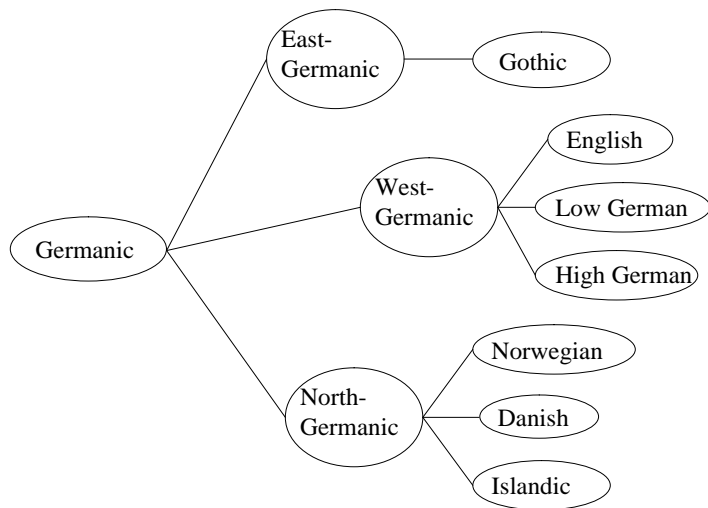 East-
Germanic
Gothic
English
West-
Germanic
Low German
Germanic
High German
Norwegian
North-
Germanic
Danish
Islandic